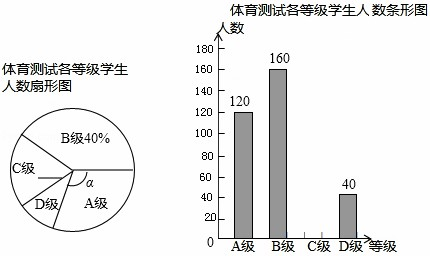 体育测试各等级学生人数条形图
人数
体育测试各等级学生
人数扇形图
B级40%
C级
D级
A级
α
180
160
140
120
100
80
60
40
20
0
120
160
40
A级 B级 C级 D级 等级